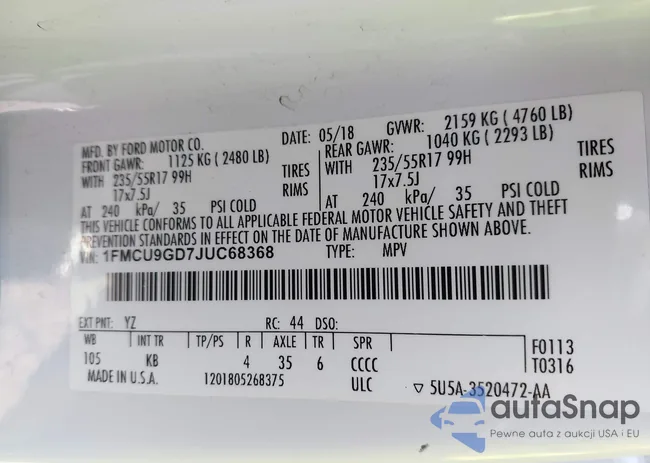 MFD. BY FORD MOTOR CO. DATE: 05/18 GVWR: 2159 KG ( 4760 LB)
FRONT GAWR: 1125 KG ( 2480 LB) REAR GAWR: 1040 KG ( 2293 LB)
WITH 235/55R17 99H TIRES WITH 235/55R17 99H TIRES
17x7.5J RIMS 17x7.5J RIMS
AT 240 kPa/ 35 PSI COLD AT 240 kPa/ 35 PSI COLD
THIS VEHICLE CONFORMS TO ALL APPLICABLE FEDERAL MOTOR VEHICLE SAFETY AND THEFT
PREVENTION STANDARDS IN EFFECT ON THE DATE OF MANUFACTURE SHOWN ABOVE.
VIN: 1FMCU9GD7JUC68368 TYPE: MPV
EXT PNT: YZ RC: 44 DSO:
WB INT TR TP/PS R AXLE TR SPR F0113
105 KB 4 35 6 CCCC T0316
MADE IN U.S.A. 1201805268375 ULC ▽ 5U5A-3520472-AA
autaSnap
Pewne auta z aukcji USA i EU